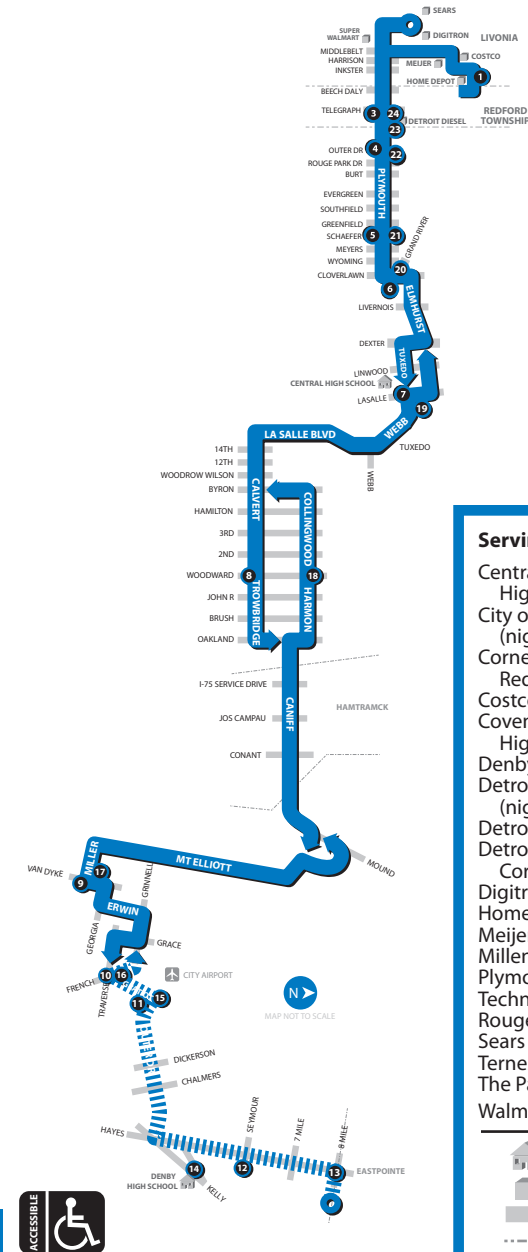 SEARS
SUPER
WALMART
DIGITRON
LIVONIA
MIDDLEBELT
HARRISON
INKSTER
COSTCO
MEIJER
HOME DEPOT
1
BEECH DALY
TELEGRAPH
3
24
DETROIT DIESEL
REDFORD
TOWNSHIP
23
OUTER DR
4
22
ROUGE PARK DR
BURT
PLYMOUTH
EVERGREEN
SOUTHFIELD
GREENFIELD
SCHAEFER
5
21
GRAND RIVER
MEYERS
WYOMING
CLOVERLAWN
20
6
ELMHURST
LIVERNOIS
DEXTER
TUXEDO
LINWOOD
CENTRAL HIGH SCHOOL
LASALLE
7
19
WEBB
LA SALLE BLVD
TUXEDO
WEBB
14TH
12TH
WOODROW WILSON
BYRON
CALVERT
COLLINGWOOD
HAMILTON
3RD
2ND
WOODWARD
8
18
JOHN R
TROWBRIDGE
HARMON
BRUSH
OAKLAND
I-75 SERVICE DRIVE
CANIFF
HAMTRAMCK
JOS CAMPAU
CONANT
MOUND
MT ELLIOTT
MILLER
VAN DYKE
9
17
GRINNELL
ERWIN
GEORGIA
GRACE
FRENCH
10
16
TRAVERSE
CITY AIRPORT
11
15
N
MAP NOT TO SCALE
DICKERSON
CHALMERS
HAYES
SEYMOUR
7 MILE
8 MILE
14
12
13
EASTPOINTE
DENBY
HIGH SCHOOL
KELLY
ACCESSIBLE
Servin
Centra
Hig
City o
(nig
Corne
Red
Costc
Cover
Hig
Denby
Detro
(nig
Detro
Detro
Cor
Digitr
Home
Meije
Miller
Plymo
Techn
Rouge
Sears
Terne
The Pa
Walm